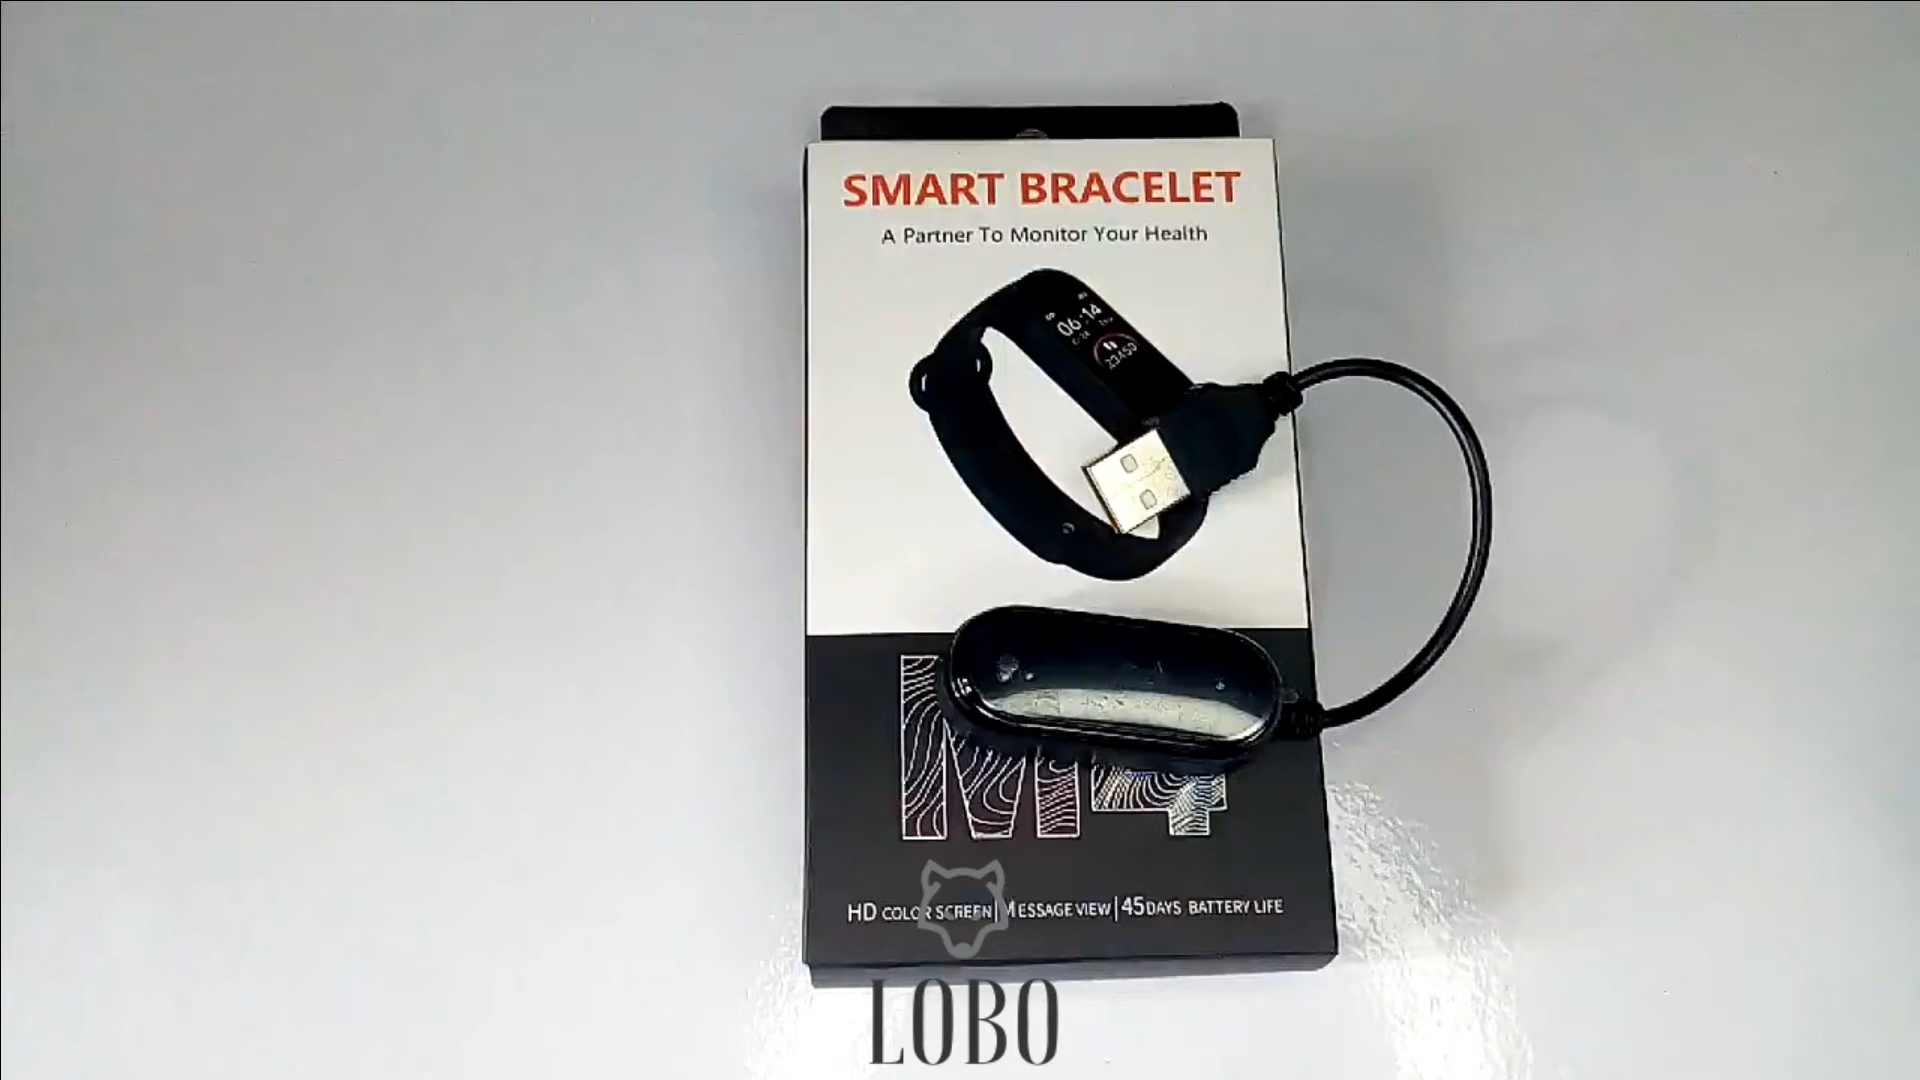 SMART BRACELET
A Partner To Monitor Your Health
06:14
23450
M4
HD COLOR SCREEN|MESSAGE VIEW|45DAYS BATTERY LIFE
LOBO